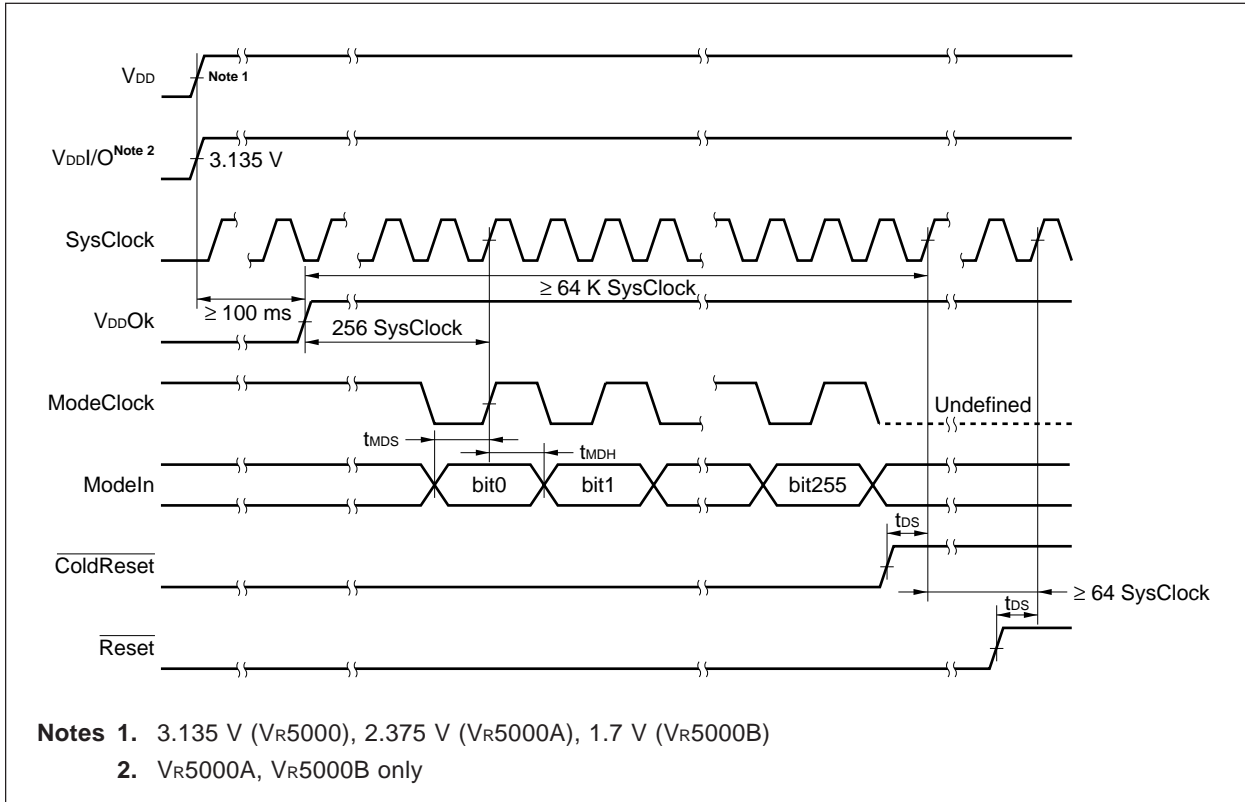 VDD
Note 1
VDDI/O Note 2
3.135 V
SysClock
≥ 64 K SysClock
≥ 100 ms
VDDOk
256 SysClock
ModeClock
Undefined
tMDS
tMDH
ModeIn
bit0
bit1
bit255
tDS
ColdReset
≥ 64 SysClock
tDS
Reset
Notes 1. 3.135 V (VR5000), 2.375 V (VR5000A), 1.7 V (VR5000B)
2. VR5000A, VR5000B only